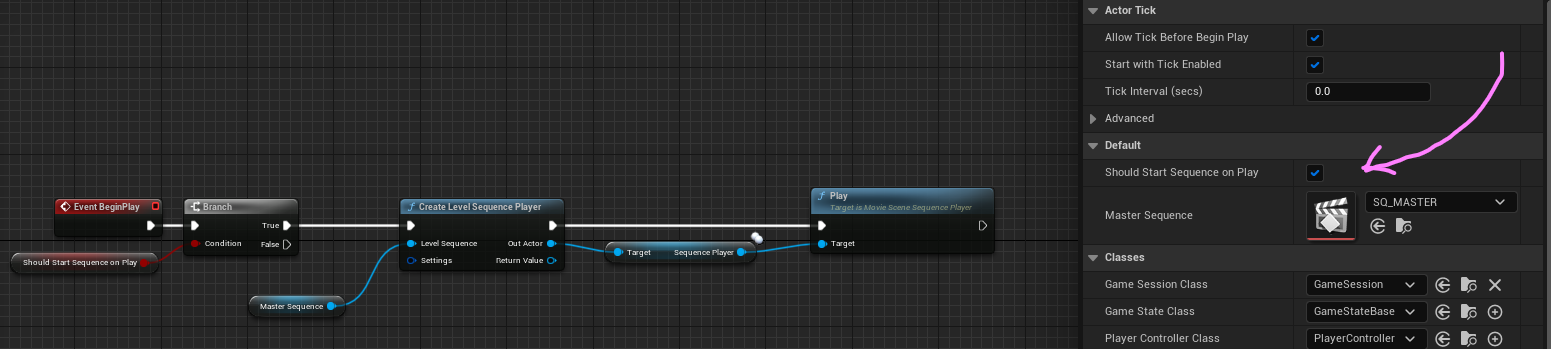 Event BeginPlay
Branch
True
Condition
False
Should Start Sequence on Play
Create Level Sequence Player
Level Sequence
Out Actor
Settings
Return Value
Master Sequence
Target
Sequence Player
Play
Target is Movie Scene Sequence Player
Target
Actor Tick
Allow Tick Before Begin Play
Start with Tick Enabled
Tick Interval (secs)
0.0
Advanced
Default
Should Start Sequence on Play
Master Sequence
SQ_MASTER
Classes
Game Session Class
GameSession
Game State Class
GameStateBase
Player Controller Class
PlayerController